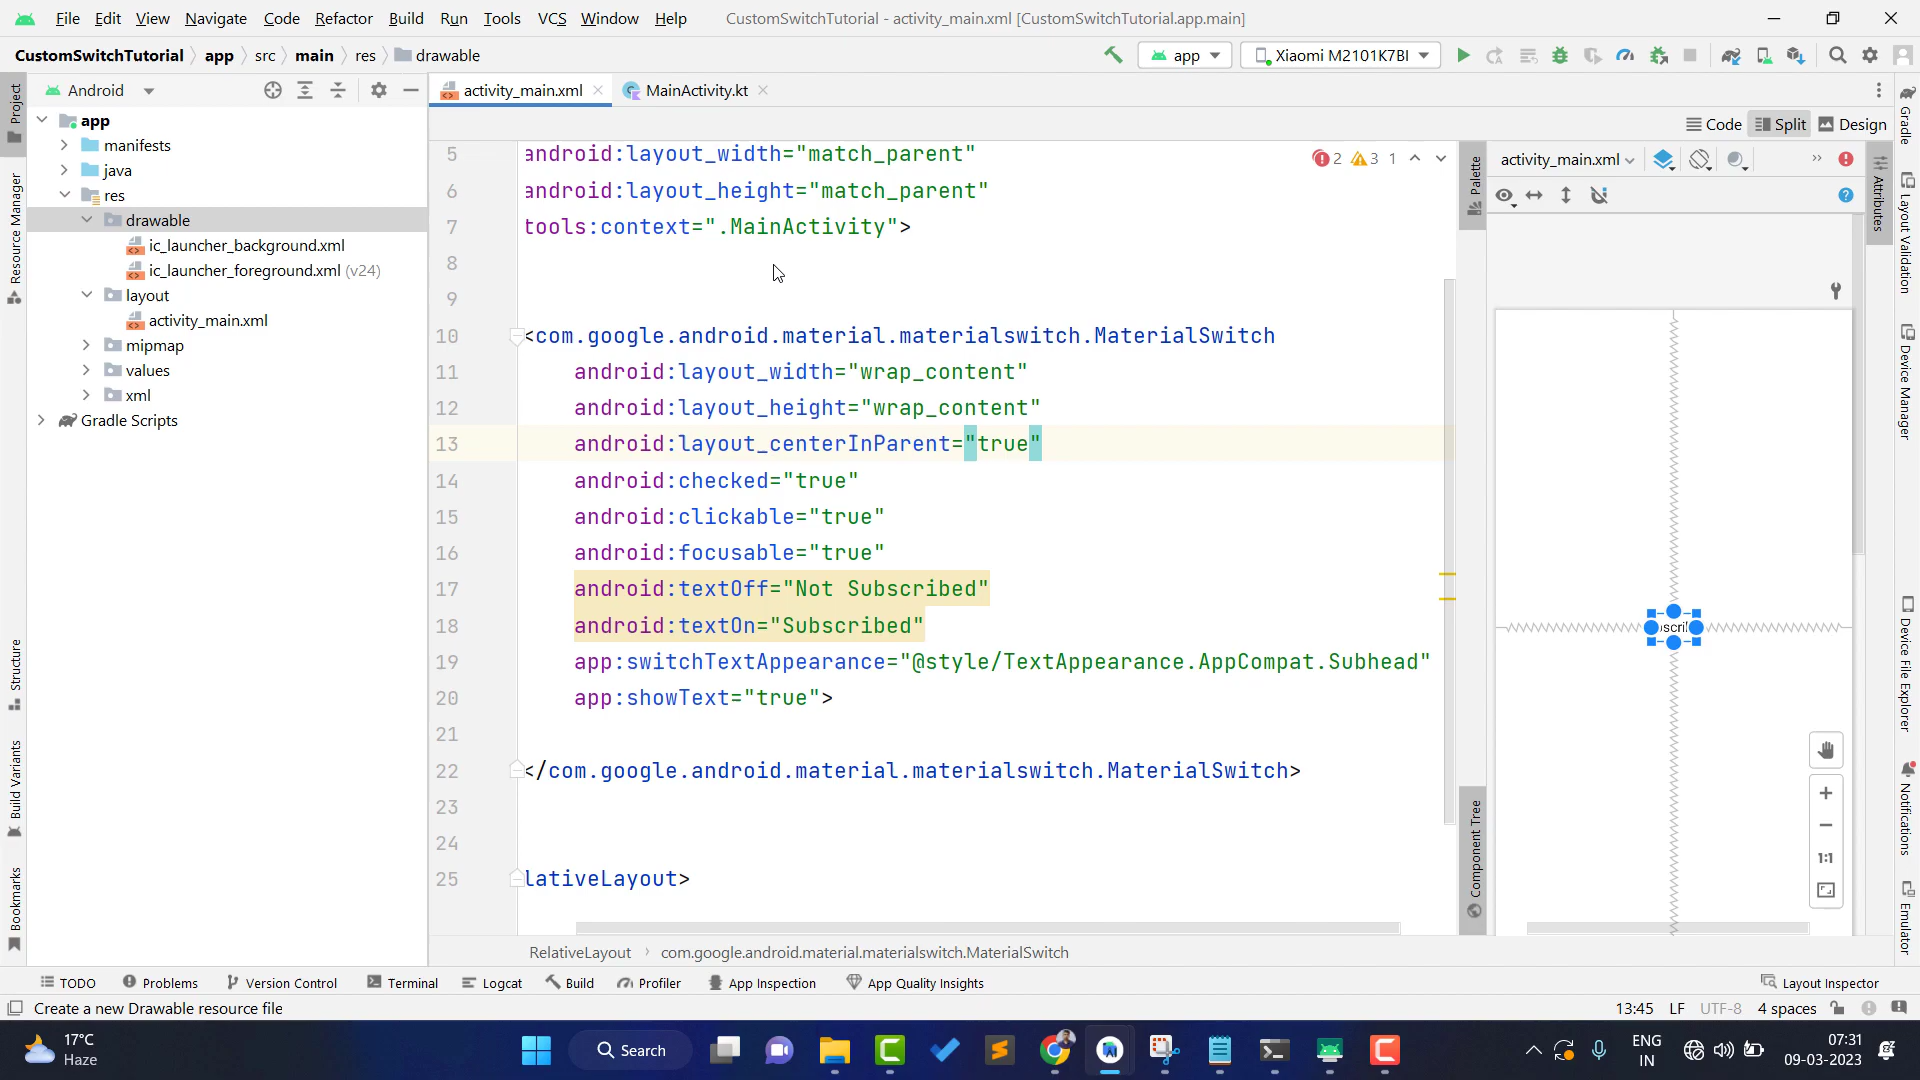 File Edit View Navigate Code Refactor Build Run Tools VCS Window Help CustomSwitchTutorial - activity_main.xml [CustomSwitchTutorial.app.main]
CustomSwitchTutorial app src main res drawable
app Xiaomi M2101K7BI
Project
Android
activity_main.xml MainActivity.kt
Code Split Design
app
manifests
java
res
drawable
ic_launcher_background.xml
ic_launcher_foreground.xml (v24)
layout
activity_main.xml
mipmap
values
xml
Gradle Scripts
Resource Manager
Structure
Build Variants
Bookmarks
2 3 1
5 android:layout_width="match_parent"
6 android:layout_height="match_parent"
7 tools:context=".MainActivity">
8
9
10 <com.google.android.material.materialswitch.MaterialSwitch
11 android:layout_width="wrap_content"
12 android:layout_height="wrap_content"
13 android:layout_centerInParent="true"
14 android:checked="true"
15 android:clickable="true"
16 android:focusable="true"
17 android:textOff="Not Subscribed"
18 android:textOn="Subscribed"
19 app:switchTextAppearance="@style/TextAppearance.AppCompat.Subhead"
20 app:showText="true">
21
22 </com.google.android.material.materialswitch.MaterialSwitch>
23
24
25 lativeLayout>
RelativeLayout com.google.android.material.materialswitch.MaterialSwitch
Palette
Component Tree
activity_main.xml
1:1
Attributes
Gradle
Layout Validation
Device Manager
Device File Explorer
Notifications
Emulator
TODO Problems Version Control Terminal Logcat Build Profiler App Inspection App Quality Insights Layout Inspector
Create a new Drawable resource file 13:45 LF UTF-8 4 spaces
17°C
Haze
Search
ENG
IN
07:31
09-03-2023